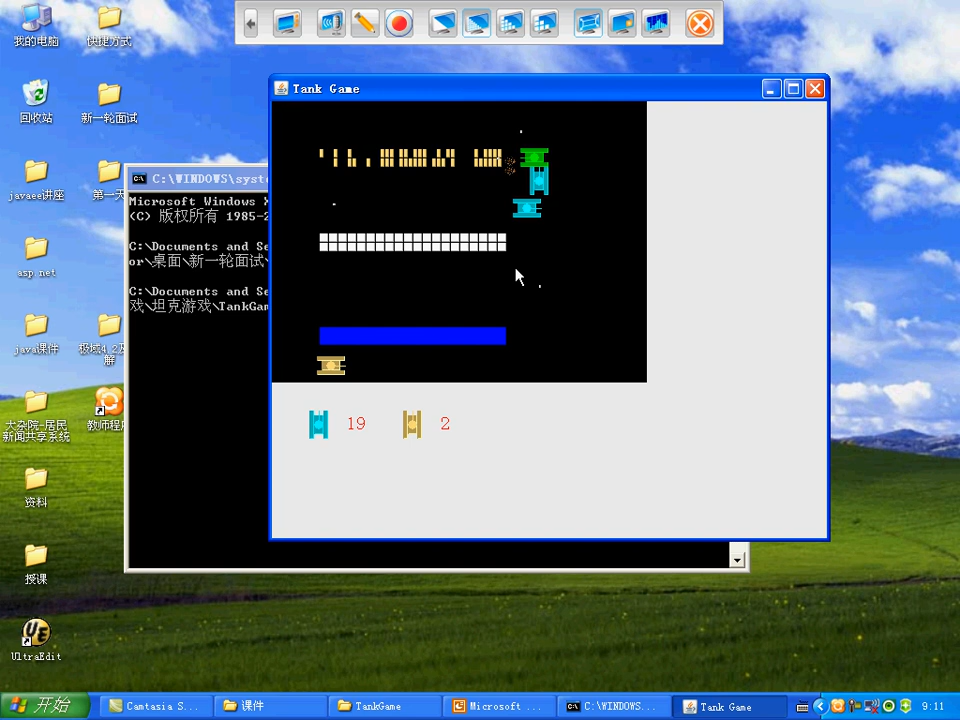 我的电脑
快捷方式
回收站
新一轮面试
javaee讲座
第一天
asp.net
java课件
极域4.2及
解
大杂院-居民
新闻共享系统
教师程序
资料
授课
UltraEdit
C:\WINDOWS\syste
Microsoft Windows X
(C) 版权所有 1985-2
C:\Documents and Se
or\桌面\新一轮面试\
C:\Documents and Se
戏\坦克游戏\TankGam
Tank Game
19
2
开始
Camtasia S...
课件
TankGame
Microsoft ...
C:\WINDOWS...
Tank Game
9:11